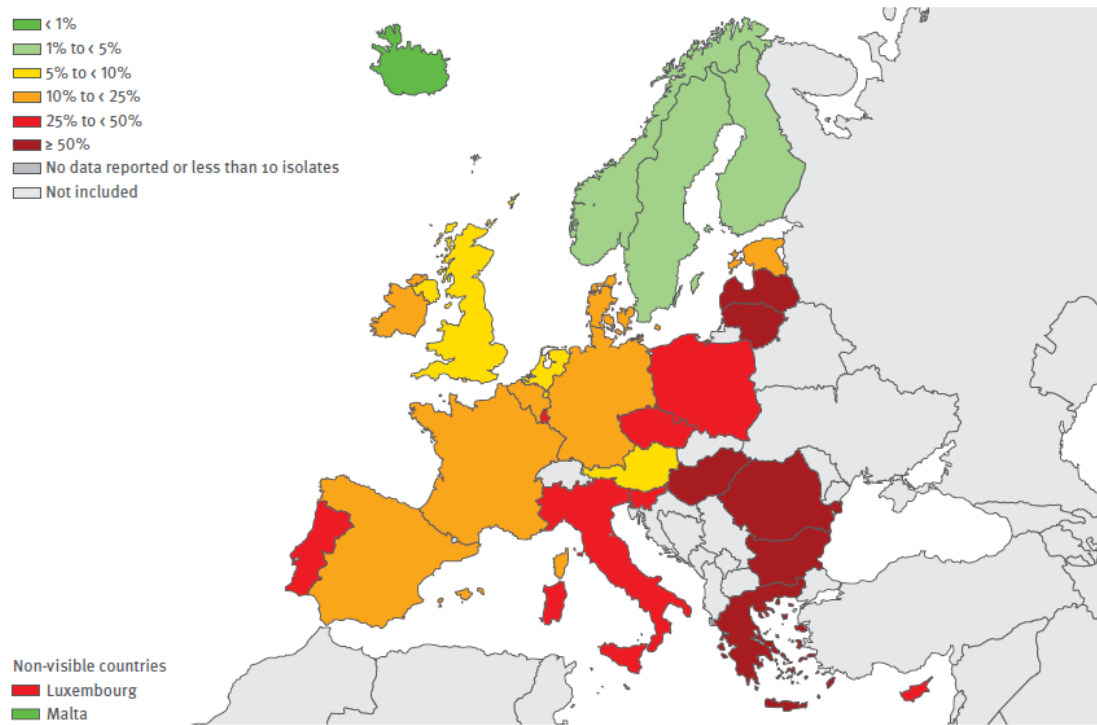 < 1%
1% to < 5%
5% to < 10%
10% to < 25%
25% to < 50%
≥ 50%
No data reported or less than 10 isolates
Not included
Non-visible countries
Luxembourg
Malta